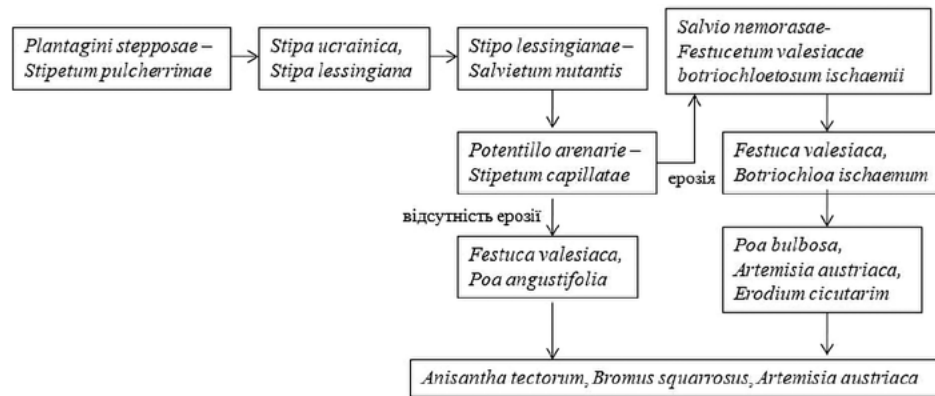 Plantagini stepposae –
Stipetum pulcherrimae
Stipa ucrainica,
Stipa lessingiana
Stipo lessingianae –
Salvietum nutantis
Salvio nemorasae-
Festucetum valesiacae
botriochloetosum ischaemii
Potentillo arenarie –
Stipetum capillatae
ерозія
Festuca valesiaca,
Botriochloa ischaemum
відсутність ерозії
Festuca valesiaca,
Poa angustifolia
Poa bulbosa,
Artemisia austriaca,
Erodium cicutarim
Anisantha tectorum, Bromus squarrosus, Artemisia austriaca